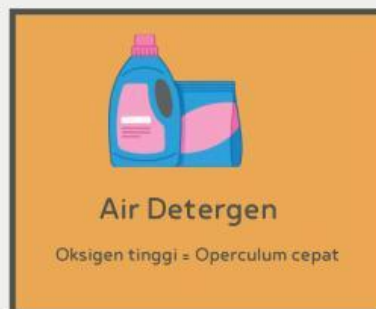 Air Detergen
Oksigen tinggi = Operculum cepat